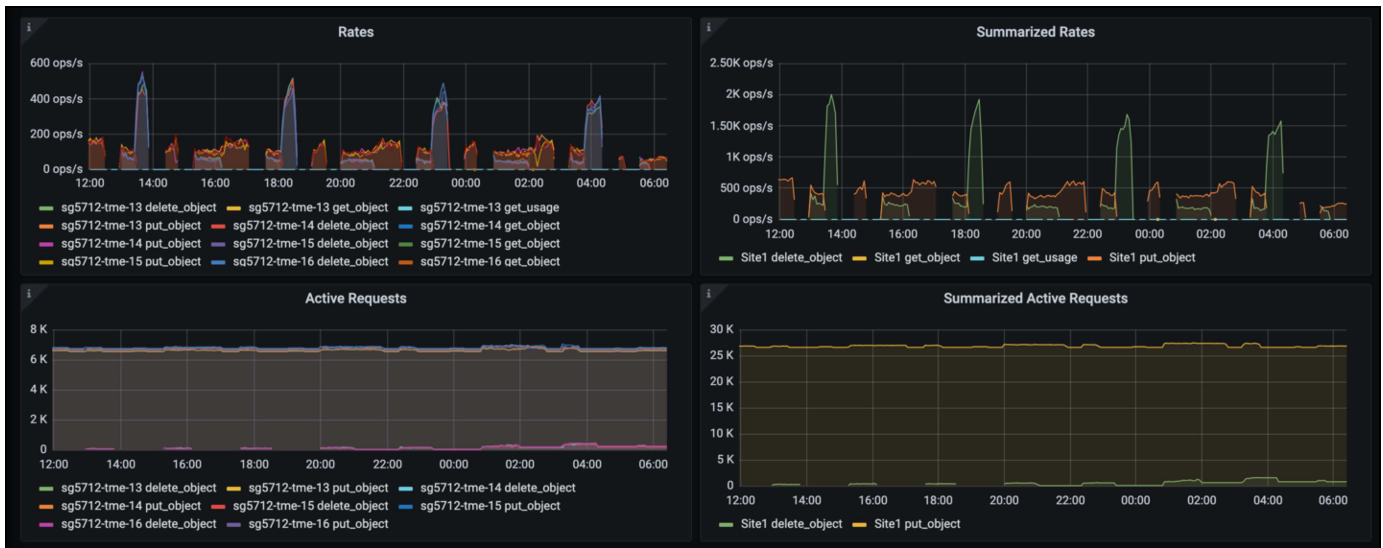 Rates
600 ops/s
400 ops/s
200 ops/s
0 ops/s
12:00 14:00 16:00 18:00 20:00 22:00 00:00 02:00 04:00 06:00
sg5712-tme-13 delete_object sg5712-tme-13 get_object sg5712-tme-13 get_usage
sg5712-tme-13 put_object sg5712-tme-14 delete_object sg5712-tme-14 get_object
sg5712-tme-14 put_object sg5712-tme-15 delete_object sg5712-tme-15 get_object
sg5712-tme-15 put_object sg5712-tme-16 delete_object sg5712-tme-16 get_object
Summarized Rates
2.50K ops/s
2K ops/s
1.50K ops/s
1K ops/s
500 ops/s
0 ops/s
12:00 14:00 16:00 18:00 20:00 22:00 00:00 02:00 04:00 06:00
Site1 delete_object Site1 get_object Site1 get_usage Site1 put_object
Active Requests
8 K
6 K
4 K
2 K
0
12:00 14:00 16:00 18:00 20:00 22:00 00:00 02:00 04:00 06:00
sg5712-tme-13 delete_object sg5712-tme-13 put_object sg5712-tme-14 delete_object
sg5712-tme-14 put_object sg5712-tme-15 delete_object sg5712-tme-15 put_object
sg5712-tme-16 delete_object sg5712-tme-16 put_object
Summarized Active Requests
30 K
25 K
20 K
15 K
10 K
5 K
0
12:00 14:00 16:00 18:00 20:00 22:00 00:00 02:00 04:00 06:00
Site1 delete_object Site1 put_object